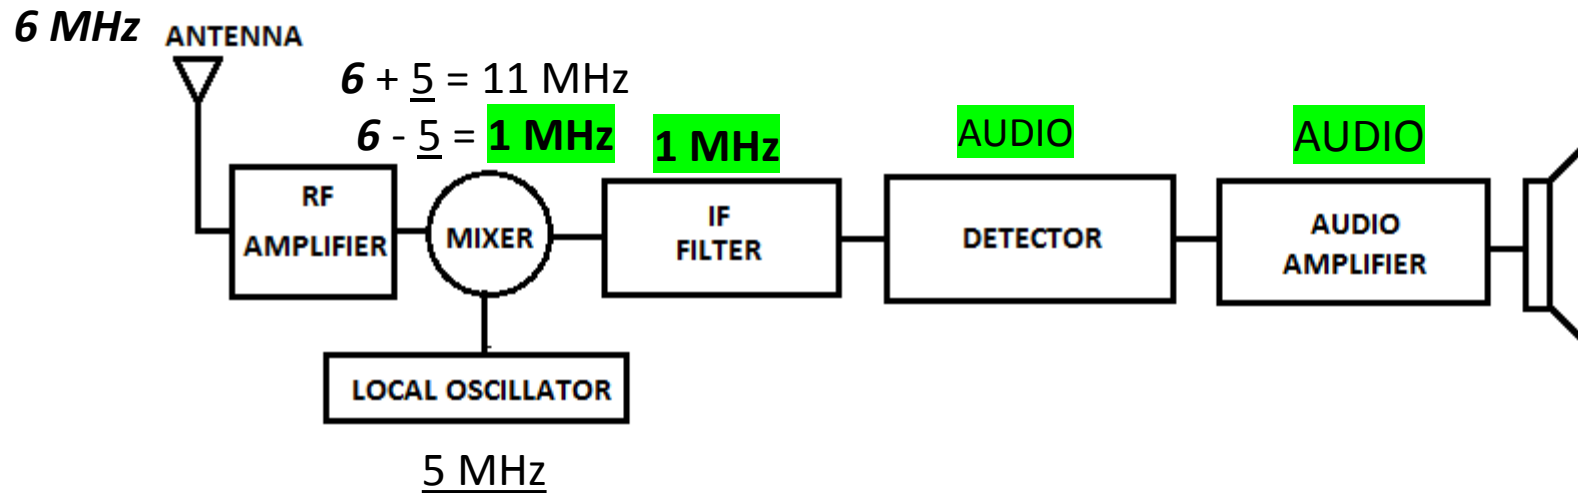 6 MHz
ANTENNA
6 + 5 = 11 MHz
6 - 5 = 1 MHz
1 MHz
AUDIO
AUDIO
RF
AMPLIFIER
MIXER
IF
FILTER
DETECTOR
AUDIO
AMPLIFIER
LOCAL OSCILLATOR
5 MHz